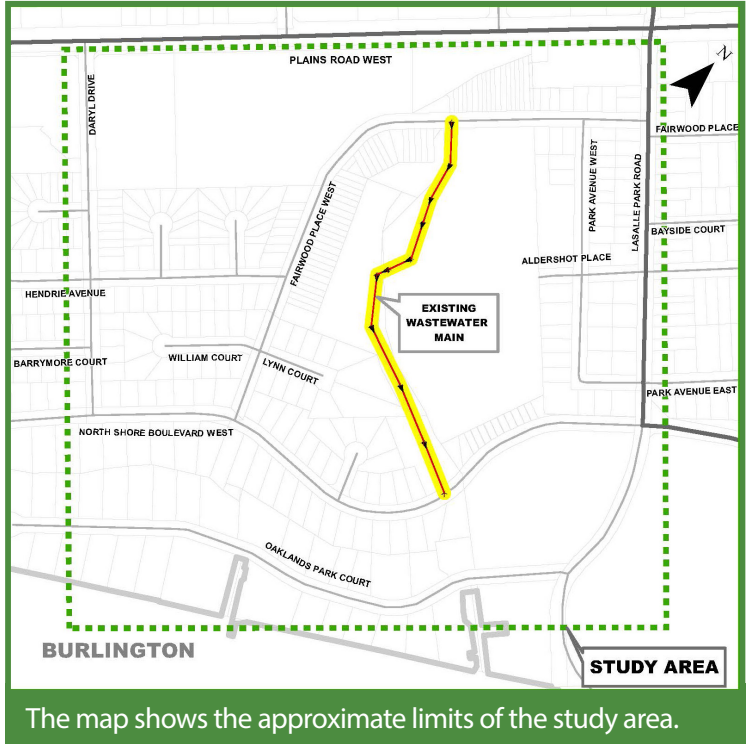 PLAINS ROAD WEST
N
DARYL DRIVE
FAIRWOOD PLACE
PARK AVENUE WEST
LASALLE PARK ROAD
FAIRWOOD PLACE WEST
BAYSIDE COURT
ALDERSHOT PLACE
HENDRIE AVENUE
EXISTING
WASTEWATER
MAIN
BARRYMORE COURT
WILLIAM COURT
LYNN COURT
PARK AVENUE EAST
NORTH SHORE BOULEVARD WEST
OAKLANDS PARK COURT
BURLINGTON
STUDY AREA
The map shows the approximate limits of the study area.